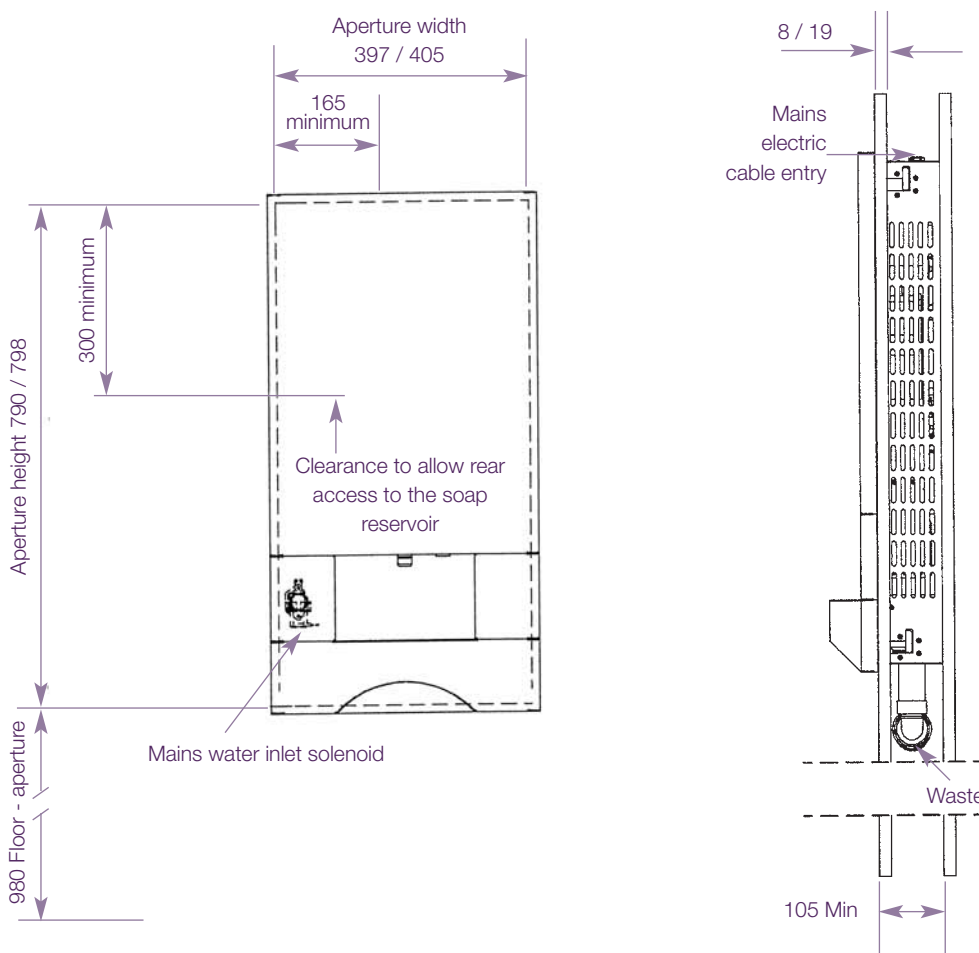 Aperture width
397 / 405
165
minimum
8 / 19
Mains
electric
cable entry
300 minimum
Aperture height 790 / 798
Clearance to allow rear
access to the soap
reservoir
Mains water inlet solenoid
980 Floor - aperture
Waste
105 Min